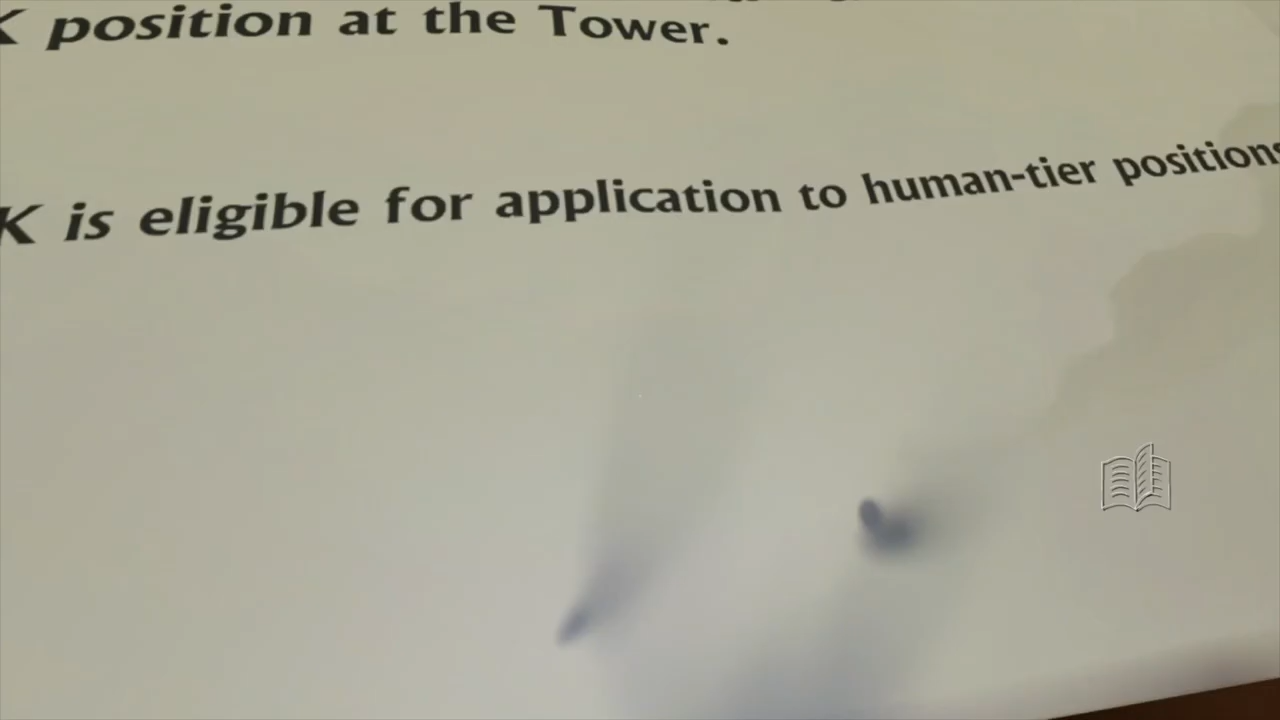 K position at the Tower.
K is eligible for application to human-tier positions